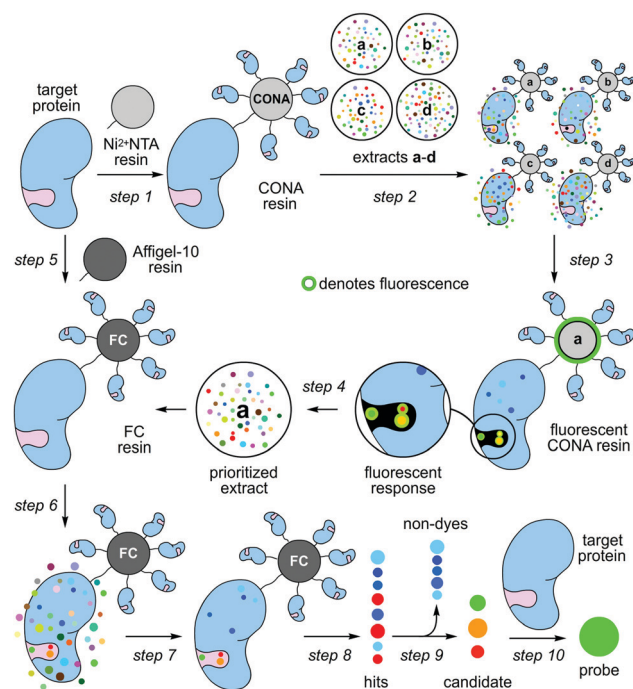 target
protein
Ni2+NTA
resin
step 1
CONA
CONA
resin
a
b
c
d
extracts a-d
step 2
a
b
c
d
step 5
Affigel-10
resin
step 3
denotes fluorescence
FC
FC
resin
a
prioritized
extract
step 4
fluorescent
response
a
fluorescent
CONA resin
step 6
FC
step 7
FC
step 8
hits
non-dyes
step 9
candidate
target
protein
step 10
probe